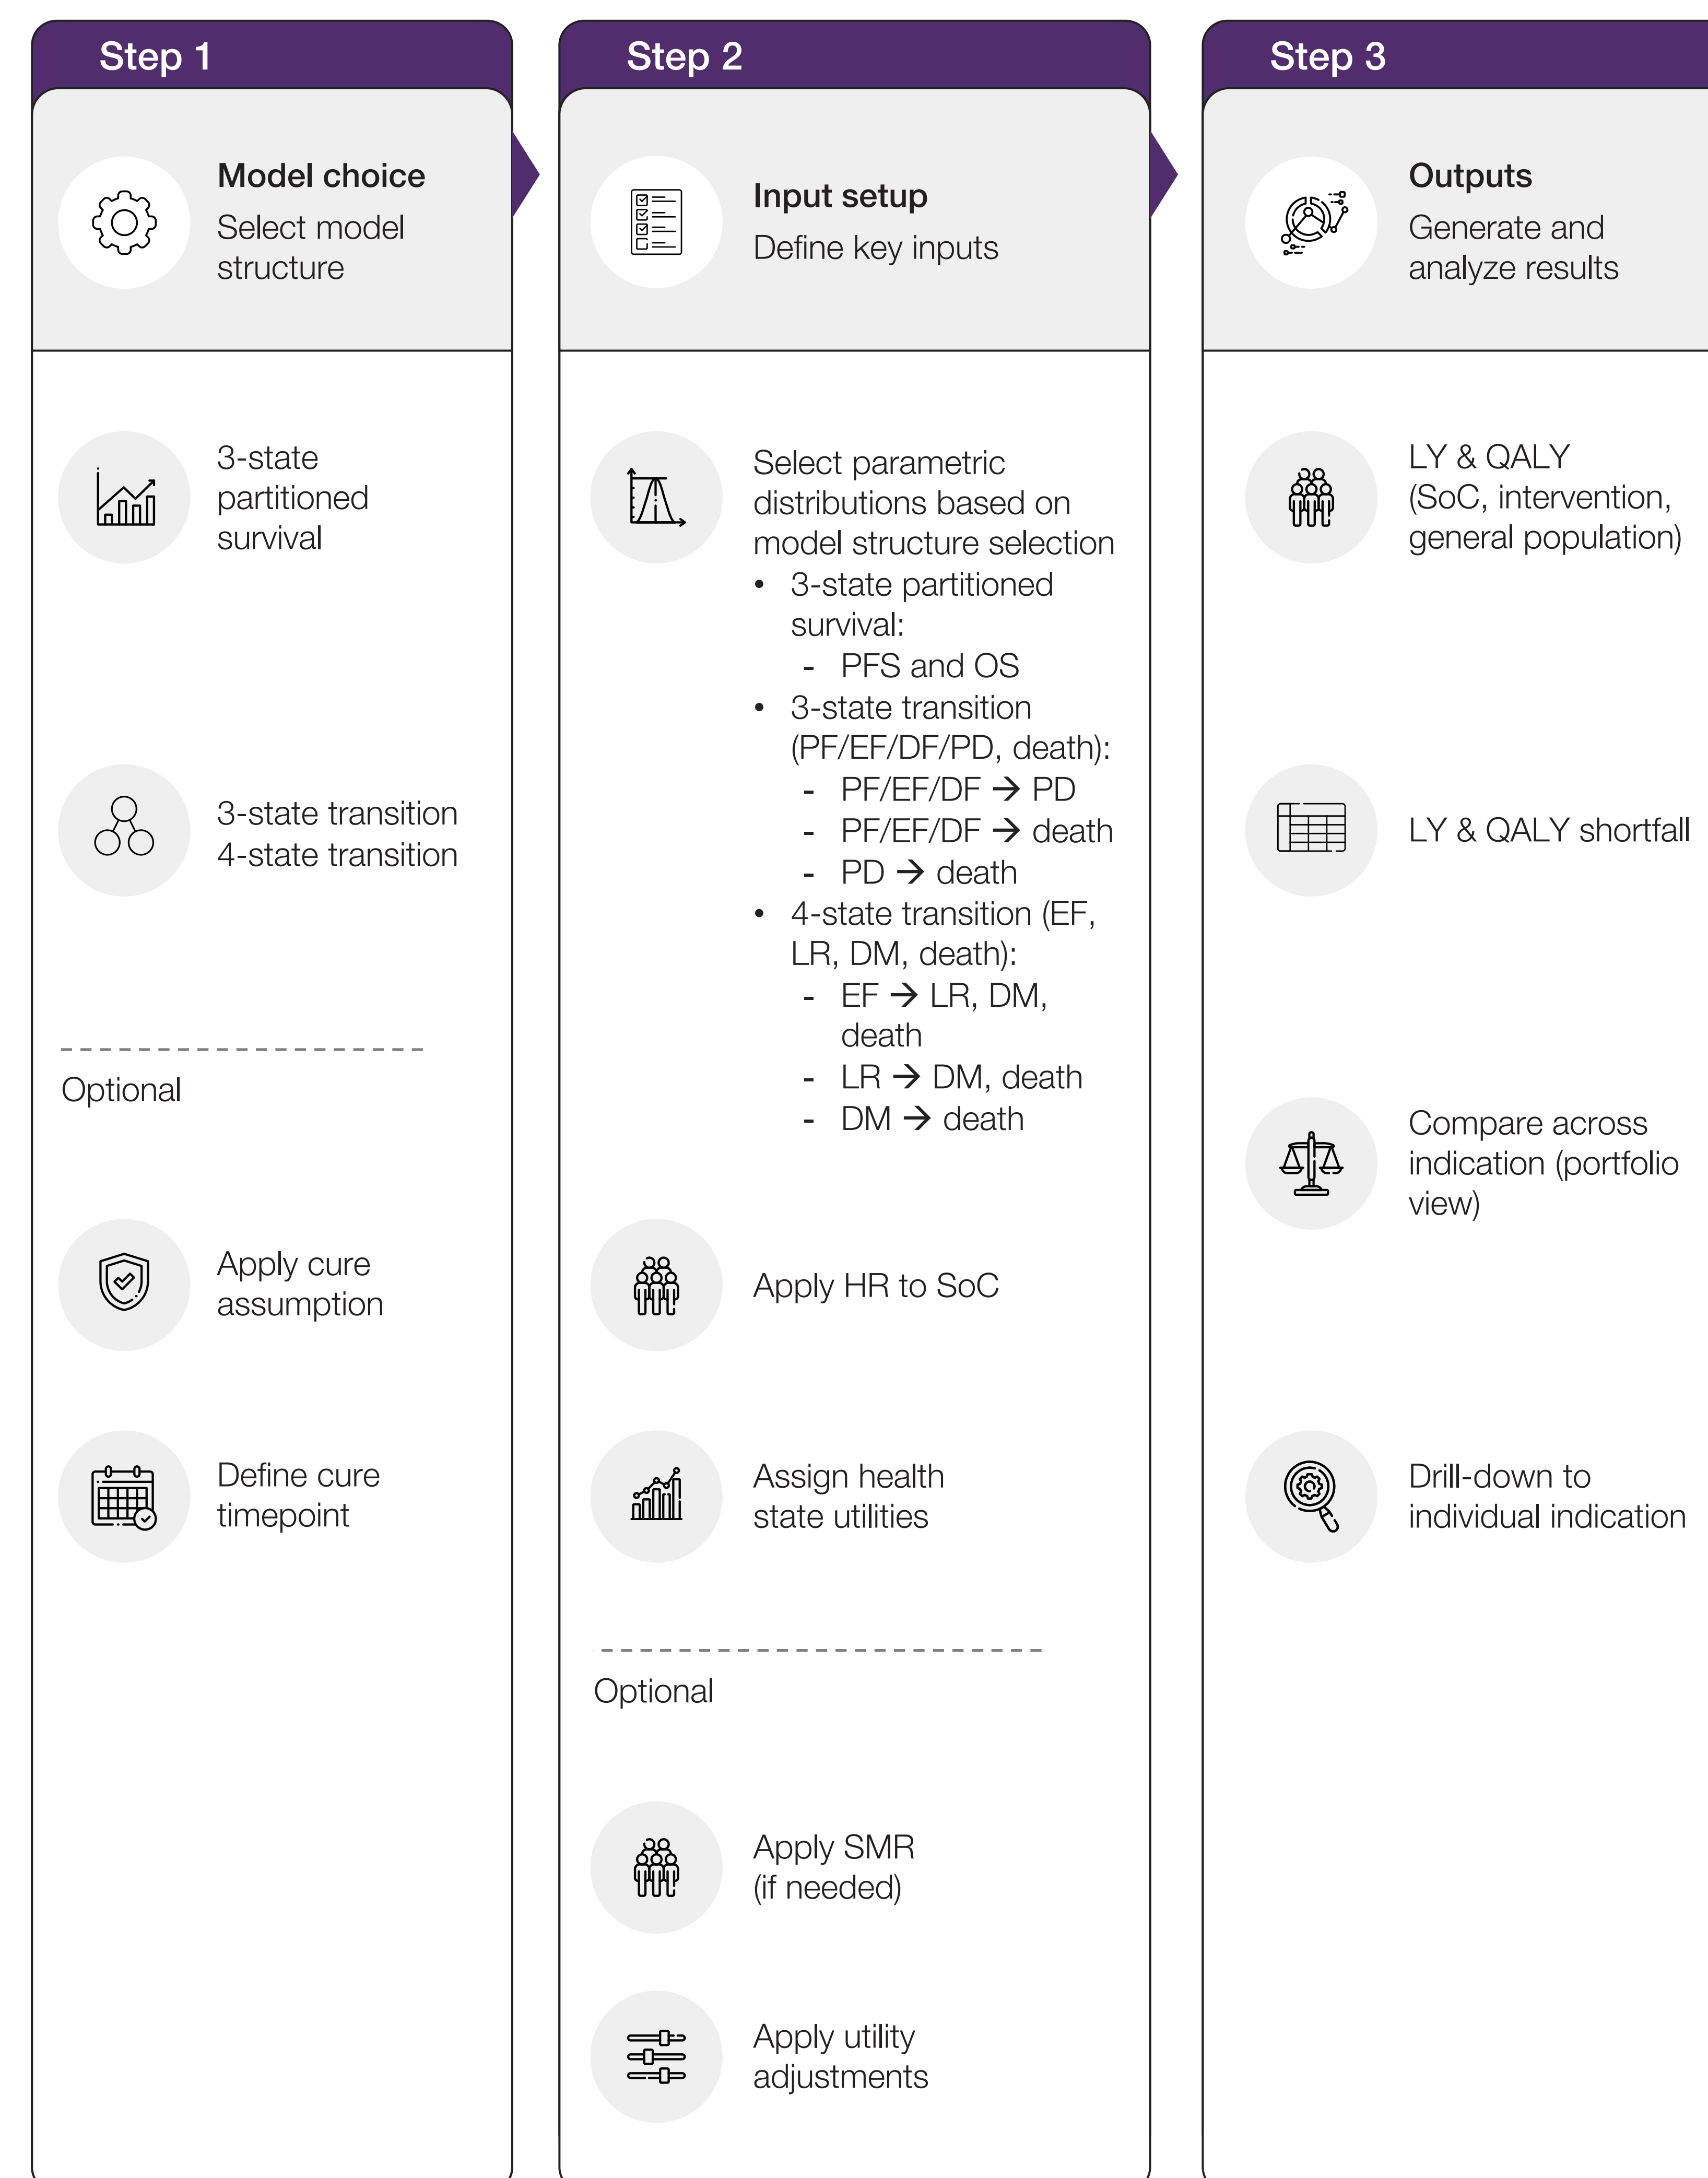 Step 1
Model choice
Select model
structure
3-state
partitioned
survival
3-state transition
4-state transition
Optional
Apply cure
assumption
Define cure
timepoint
Step 2
Input setup
Define key inputs
Select parametric
distributions based on
model structure selection
• 3-state partitioned
survival:
- PFS and OS
• 3-state transition
(PF/EF/DF/PD, death):
- PF/EF/DF → PD
- PF/EF/DF → death
- PD → death
• 4-state transition (EF,
LR, DM, death):
- EF → LR, DM,
death
- LR → DM, death
- DM → death
Apply HR to SoC
Assign health
state utilities
Optional
Apply SMR
(if needed)
Apply utility
adjustments
Step 3
Outputs
Generate and
analyze results
LY & QALY
(SoC, intervention,
general population)
LY & QALY shortfall
Compare across
indication (portfolio
view)
Drill-down to
individual indication